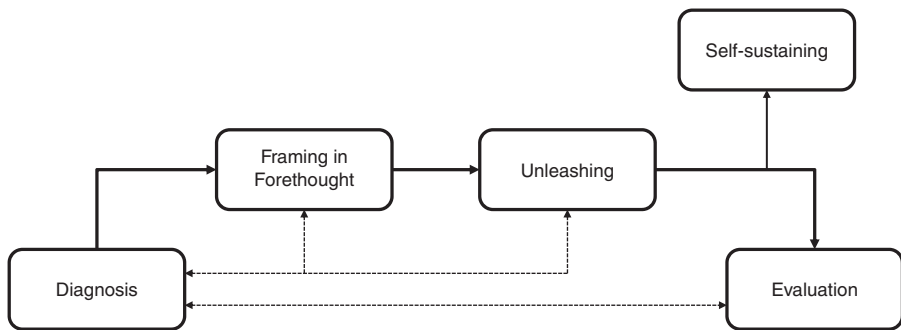 Self-sustaining
Framing in
Forethought
Unleashing
Diagnosis
Evaluation